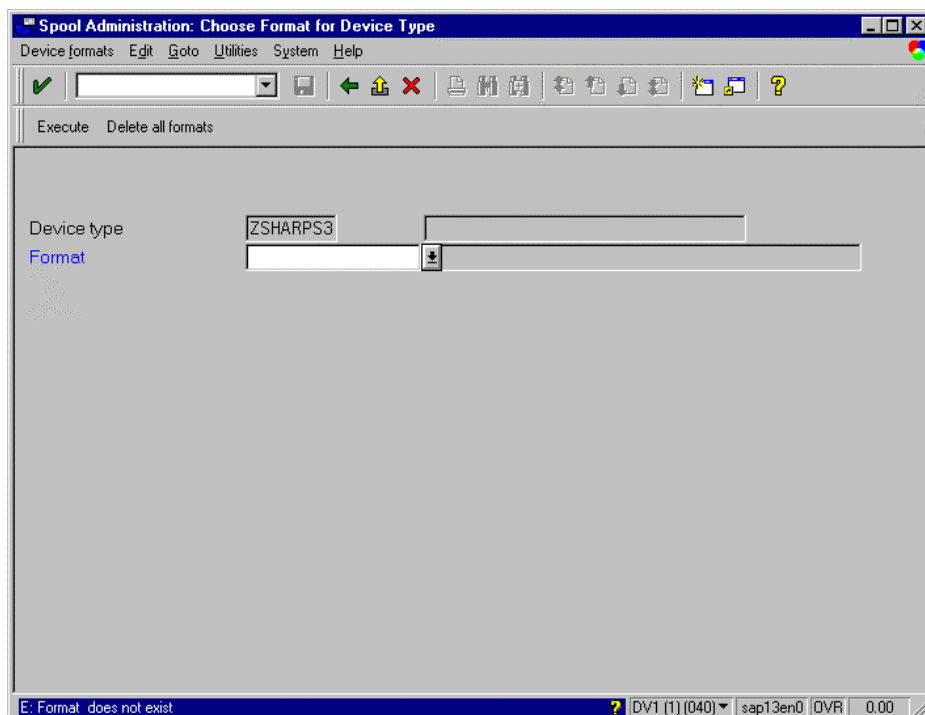 Spool Administration: Choose Format for Device Type
Device formats Edit Goto Utilities System Help
Execute Delete all formats
Device type ZSHARPS3
Format
E: Format does not exist ? DV1 (1) (040) sap13en0 OVR 0.00